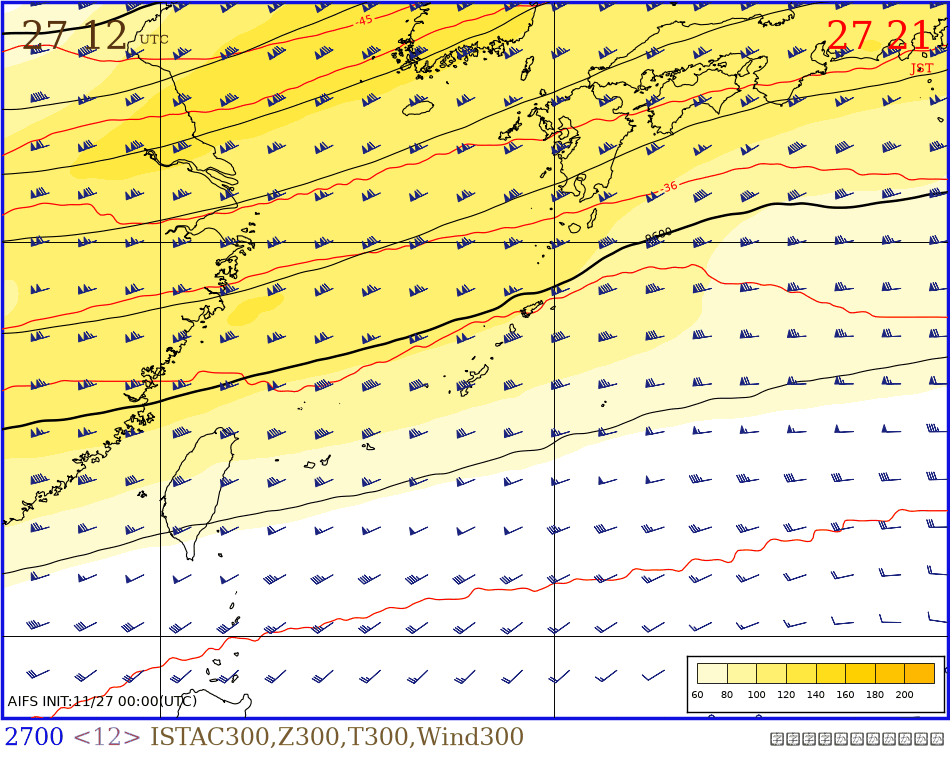 27 12 UTC
27 21
JST
-45
-36
9600
AIFS INIT:11/27 00:00(UTC)
60 80 100 120 140 160 180 200
2700 <12> ISTAC300,Z300,T300,Wind300